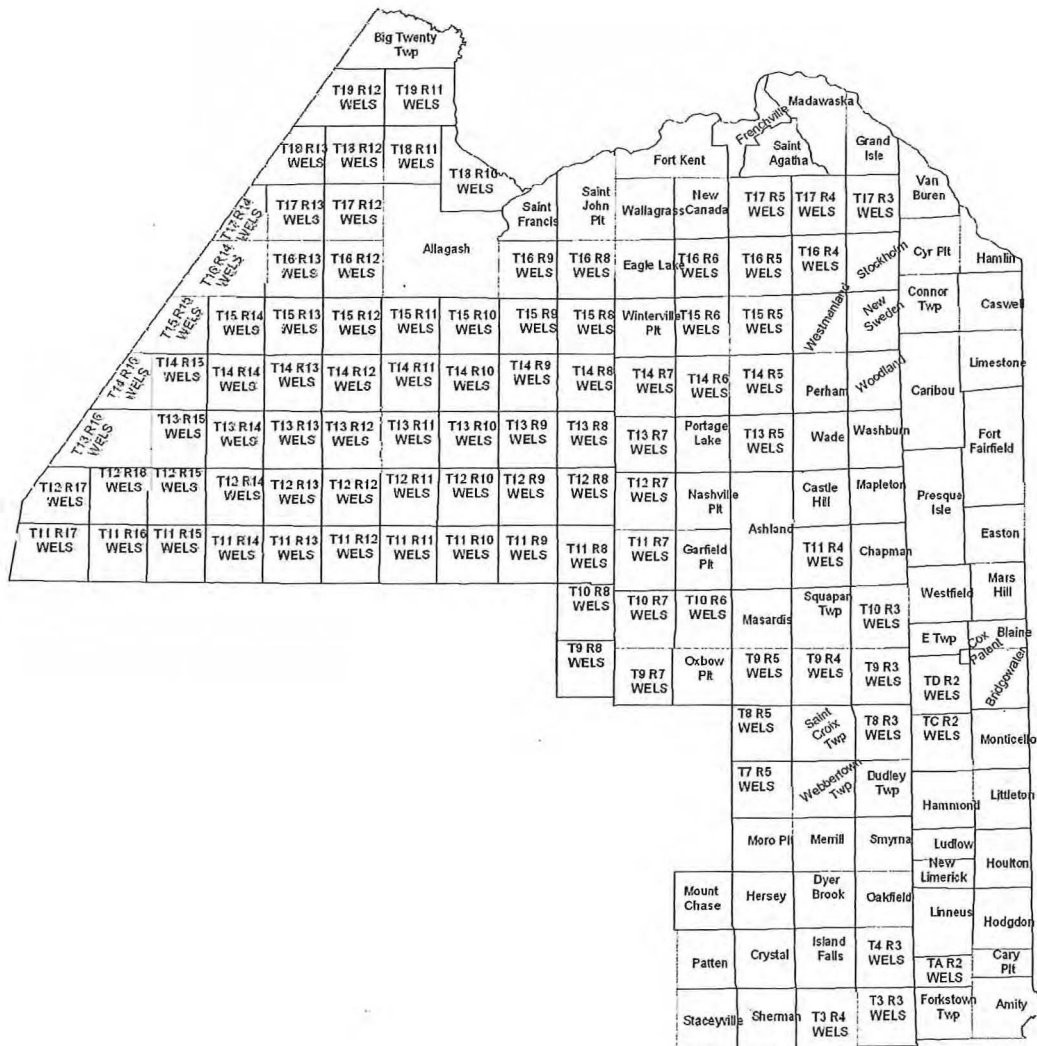 Big Twenty
Twp
T19 R12
WELS
T19 R11
WELS
Madawaska
Frenchville
T18 R13
WELS
T18 R12
WELS
T18 R11
WELS
Fort Kent
Saint
Agatha
Grand
Isle
T18 R10
WELS
T17 R14
WELS
T17 R13
WELS
T17 R12
WELS
Allagash
Saint
Francis
Saint
John
Plt
Wallagrass
New
Canada
T17 R5
WELS
T17 R4
WELS
T17 R3
WELS
Van
Buren
T16 R14
WELS
T16 R13
WELS
T16 R12
WELS
T16 R9
WELS
T16 R8
WELS
Eagle Lake
T16 R6
WELS
T16 R5
WELS
T16 R4
WELS
Stockholm
Cyr Plt
Hamlin
T15 R15
WELS
T15 R14
WELS
T15 R13
WELS
T15 R12
WELS
T15 R11
WELS
T15 R10
WELS
T15 R9
WELS
T15 R8
WELS
Winterville
Plt
T15 R6
WELS
T15 R5
WELS
Westmanland
New
Sweden
Connor
Twp
Caswell
T14 R16
WELS
T14 R15
WELS
T14 R14
WELS
T14 R13
WELS
T14 R12
WELS
T14 R11
WELS
T14 R10
WELS
T14 R9
WELS
T14 R8
WELS
T14 R7
WELS
T14 R6
WELS
T14 R5
WELS
Perham
Woodland
Caribou
Limestone
T13 R16
WELS
T13 R15
WELS
T13 R14
WELS
T13 R13
WELS
T13 R12
WELS
T13 R11
WELS
T13 R10
WELS
T13 R9
WELS
T13 R8
WELS
T13 R7
WELS
Portage
Lake
T13 R5
WELS
Wade
Washburn
Fort
Fairfield
T12 R17
WELS
T12 R16
WELS
T12 R15
WELS
T12 R14
WELS
T12 R13
WELS
T12 R12
WELS
T12 R11
WELS
T12 R10
WELS
T12 R9
WELS
T12 R8
WELS
T12 R7
WELS
Nashville
Plt
Ashland
Castle
Hill
Mapleton
Presque
Isle
T11 R17
WELS
T11 R16
WELS
T11 R15
WELS
T11 R14
WELS
T11 R13
WELS
T11 R12
WELS
T11 R11
WELS
T11 R10
WELS
T11 R9
WELS
T11 R8
WELS
T11 R7
WELS
Garfield
Plt
T11 R4
WELS
Chapman
Easton
T10 R8
WELS
T10 R7
WELS
T10 R6
WELS
Masardis
Squapan
Twp
T10 R3
WELS
Westfield
Mars
Hill
T9 R8
WELS
T9 R7
WELS
Oxbow
Plt
T9 R5
WELS
T9 R4
WELS
T9 R3
WELS
E Twp
Cox
Patent
Blaine
TD R2
WELS
Bridgewater
T8 R5
WELS
Saint
Croix
Twp
T8 R3
WELS
TC R2
WELS
Monticello
T7 R5
WELS
Webbertown
Twp
Dudley
Twp
Hammond
Littleton
Moro Plt
Merrill
Smyrna
Ludlow
New
Limerick
Houlton
Mount
Chase
Hersey
Dyer
Brook
Oakfield
Linneus
Hodgdon
Patten
Crystal
Island
Falls
T4 R3
WELS
TA R2
WELS
Cary
Plt
Staceyville
Sherman
T3 R4
WELS
T3 R3
WELS
Forkstown
Twp
Amity